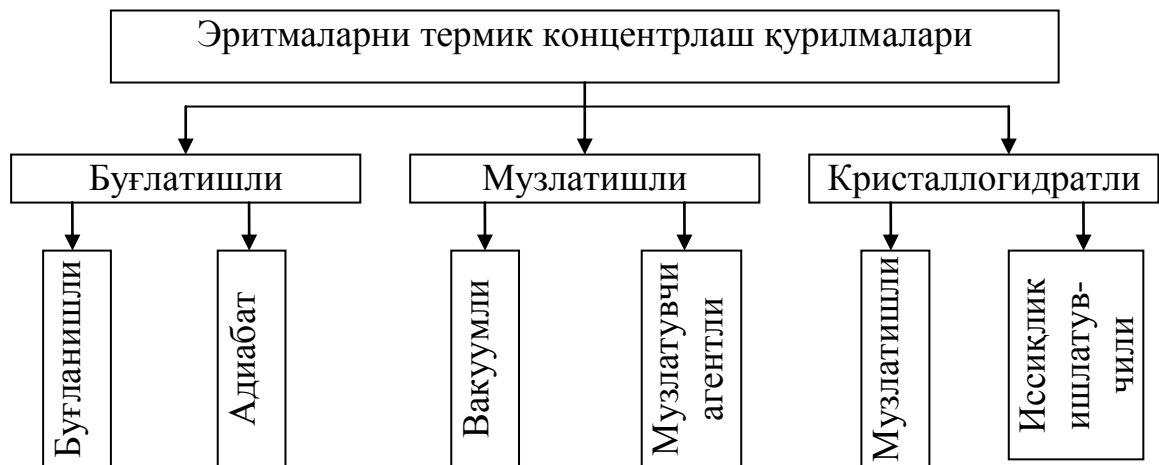 Эритмаларни термик концентрлаш қурилмалари
Буғлатишли
Музлатишли
Кристаллогидратли
Буғланишли
Адиабат
Вакуумли
Музлатувчи
агентли
Музлатишли
Иссиқлик
ишлатув-
чили